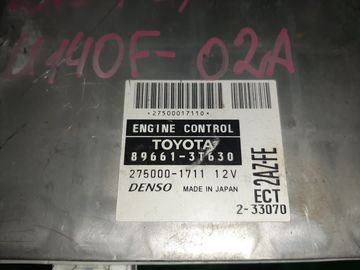 U140F-02A
*27500017110*
ENGINE CONTROL
TOYOTA
89661-3T630
275000-1711 12V
DENSO MADE IN JAPAN
2AZ-FE
ECT
2-33070